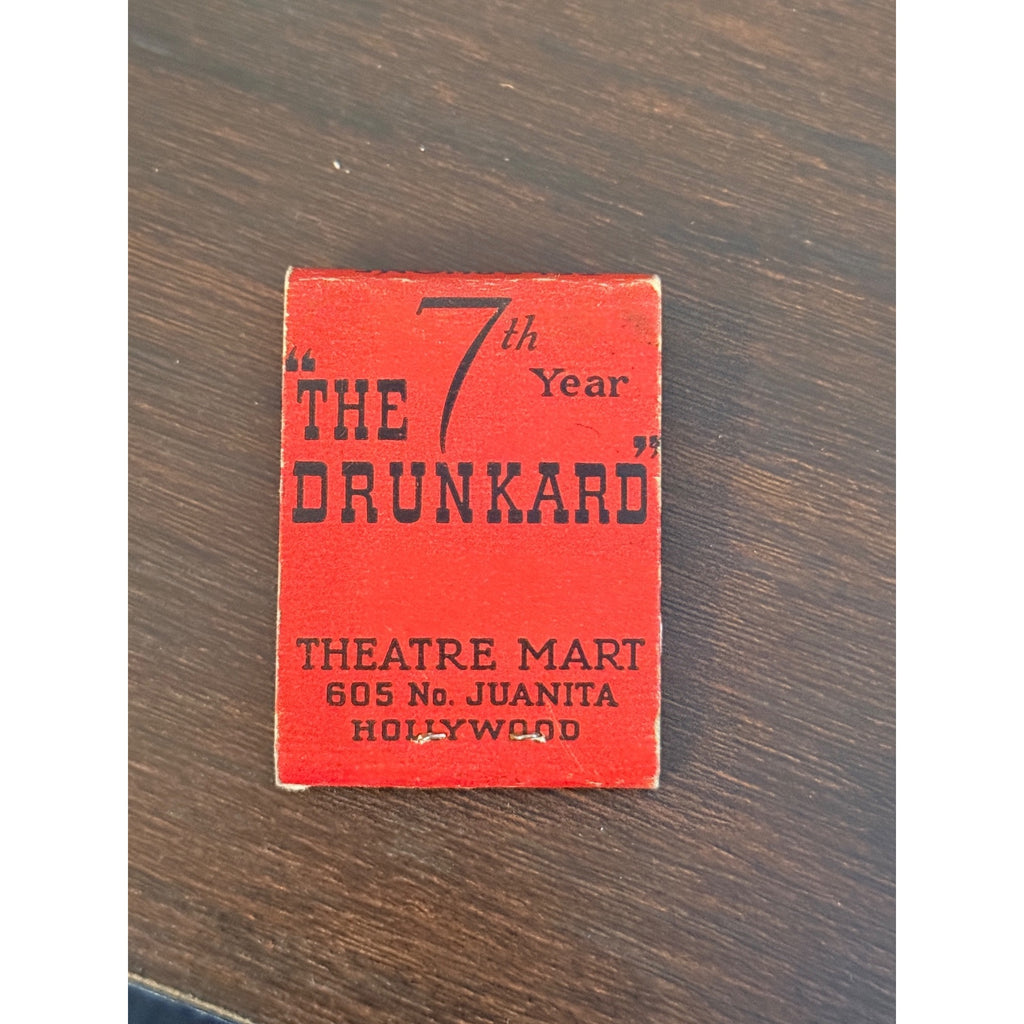 7th
Year
"THE
DRUNKARD"
THEATRE MART
605 No. JUANITA
HOLLYWOOD